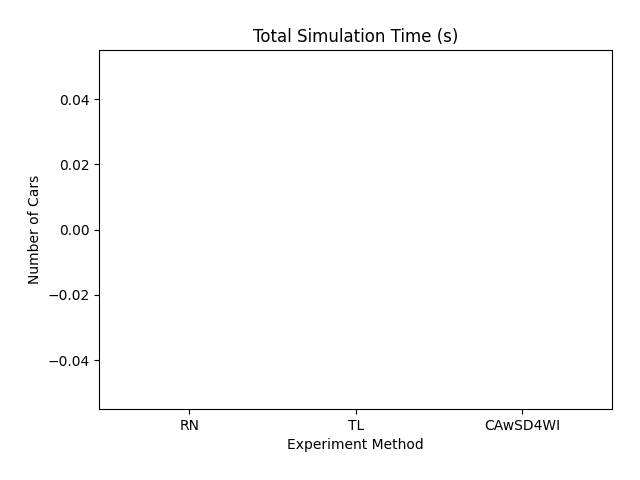 Total Simulation Time (s)
0.04
0.02
0.00
−0.02
−0.04
Number of Cars
RN TL CAwSD4WI
Experiment Method